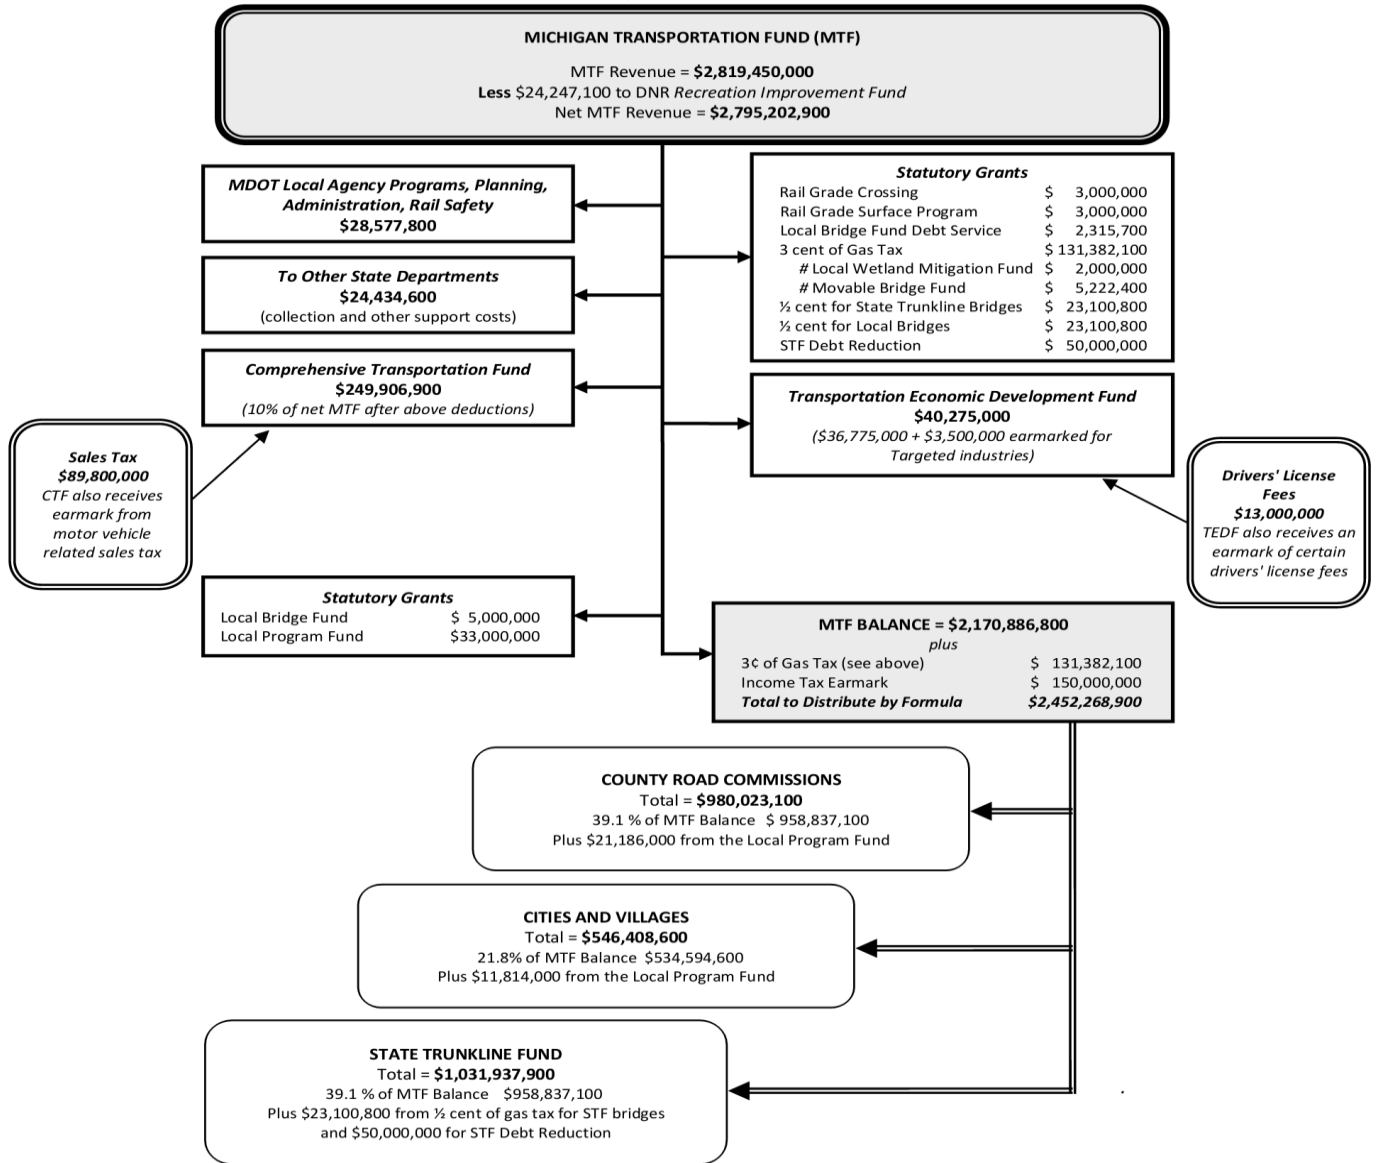 MICHIGAN TRANSPORTATION FUND (MTF)
MTF Revenue = $2,819,450,000
Less $24,247,100 to DNR Recreation Improvement Fund
Net MTF Revenue = $2,795,202,900
MDOT Local Agency Programs, Planning,
Administration, Rail Safety
$28,577,800
To Other State Departments
$24,434,600
(collection and other support costs)
Comprehensive Transportation Fund
$249,906,900
(10% of net MTF after above deductions)
Statutory Grants
Rail Grade Crossing $ 3,000,000
Rail Grade Surface Program $ 3,000,000
Local Bridge Fund Debt Service $ 2,315,700
3 cent of Gas Tax $ 131,382,100
# Local Wetland Mitigation Fund $ 2,000,000
# Movable Bridge Fund $ 5,222,400
½ cent for State Trunkline Bridges $ 23,100,800
½ cent for Local Bridges $ 23,100,800
STF Debt Reduction $ 50,000,000
Transportation Economic Development Fund
$40,275,000
($36,775,000 + $3,500,000 earmarked for
Targeted industries)
Sales Tax
$89,800,000
CTF also receives
earmark from
motor vehicle
related sales tax
Drivers' License
Fees
$13,000,000
TEDF also receives an
earmark of certain
drivers' license fees
Statutory Grants
Local Bridge Fund $ 5,000,000
Local Program Fund $33,000,000
MTF BALANCE = $2,170,886,800
plus
3¢ of Gas Tax (see above) $ 131,382,100
Income Tax Earmark $ 150,000,000
Total to Distribute by Formula $2,452,268,900
COUNTY ROAD COMMISSIONS
Total = $980,023,100
39.1 % of MTF Balance $ 958,837,100
Plus $21,186,000 from the Local Program Fund
CITIES AND VILLAGES
Total = $546,408,600
21.8% of MTF Balance $534,594,600
Plus $11,814,000 from the Local Program Fund
STATE TRUNKLINE FUND
Total = $1,031,937,900
39.1 % of MTF Balance $958,837,100
Plus $23,100,800 from ½ cent of gas tax for STF bridges
and $50,000,000 for STF Debt Reduction